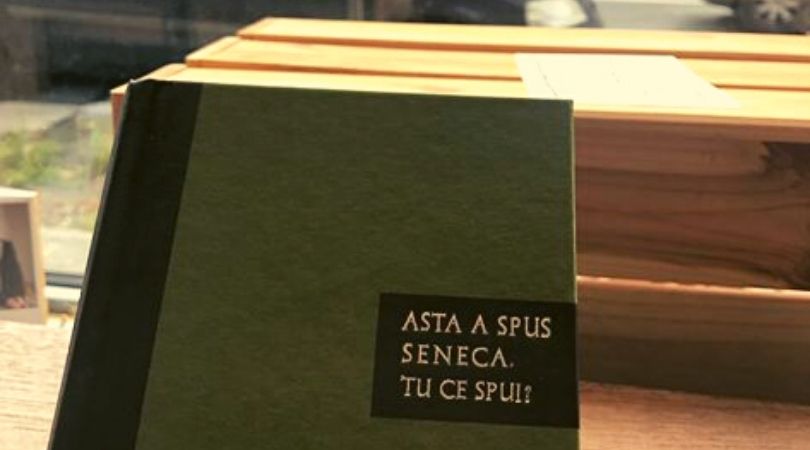 ASTA A SPUS
SENECA.
TU CE SPUI?